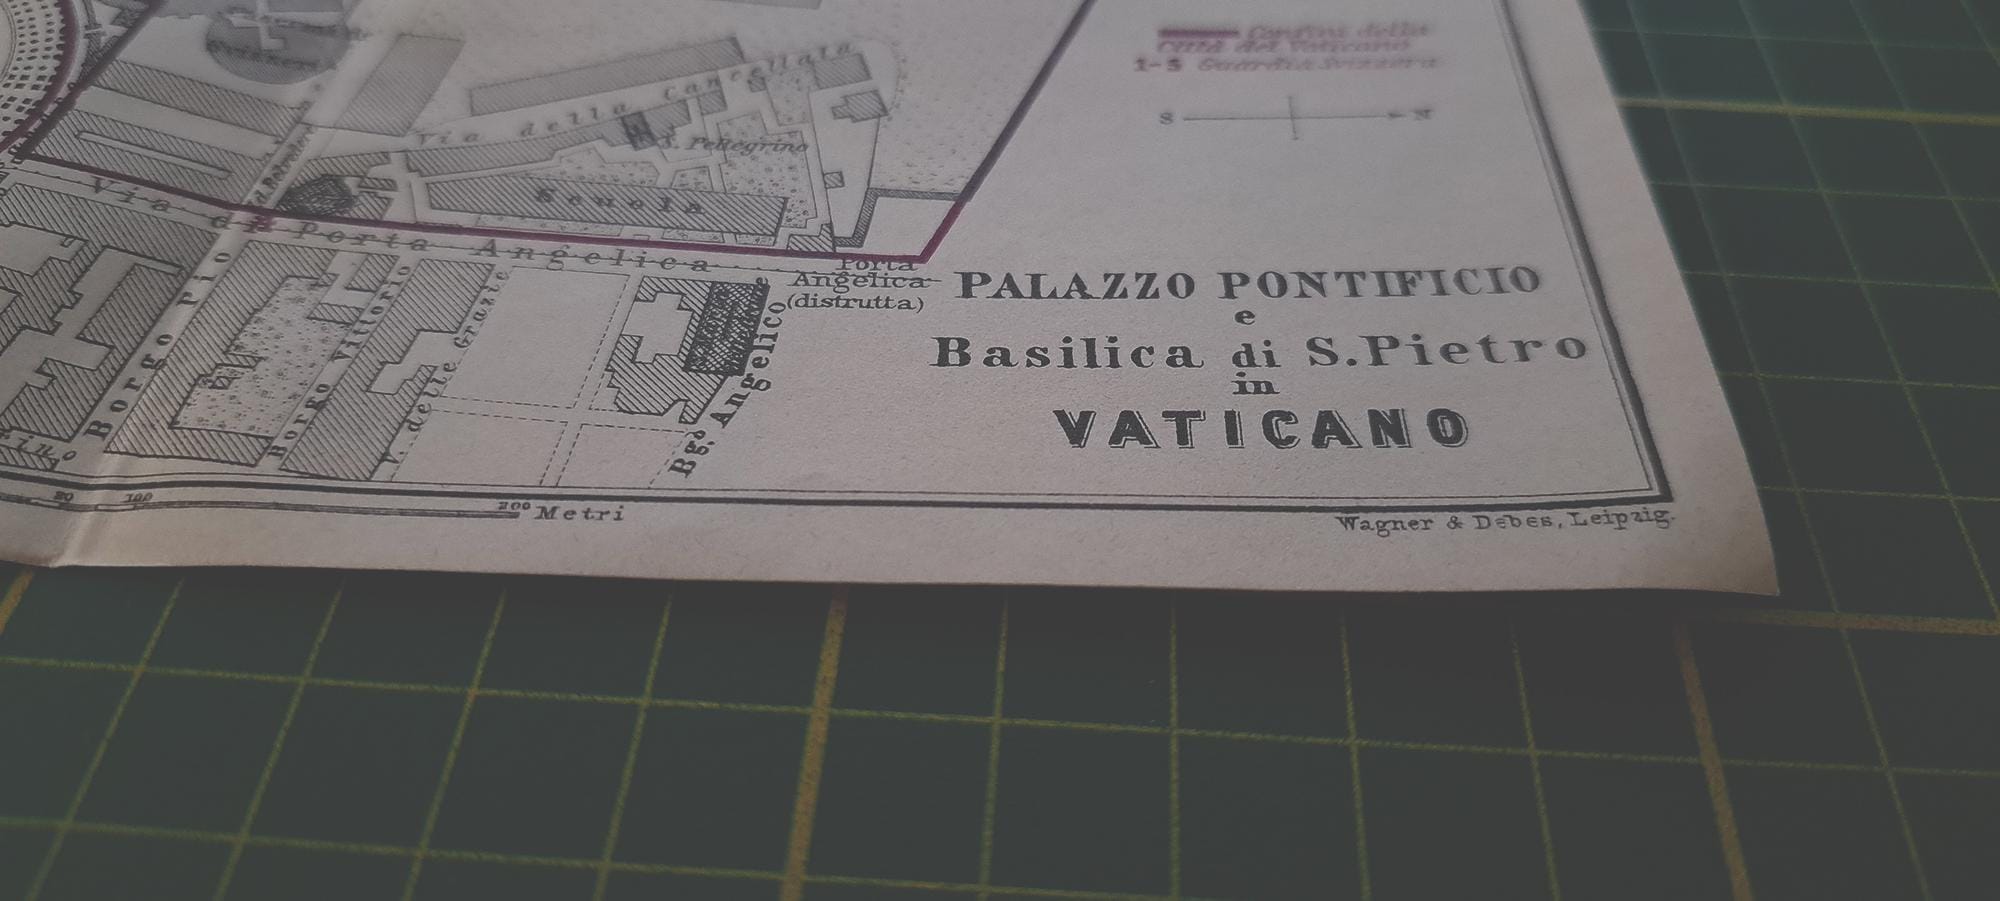 Confini della
Città del Vaticano
1-5 Guardia Svizzera
S N
Via della Cancellata
S. Pellegrino
Scuola
Via di Porta Angelica
Porta
Angelica
(distrutta)
Borgo Pio
Borgo Vittorio
V. delle Grazie
Bgo. Angelico
PALAZZO PONTIFICIO
e
Basilica di S. Pietro
in
VATICANO
50 100 200 Metri
Wagner & Debes, Leipzig.